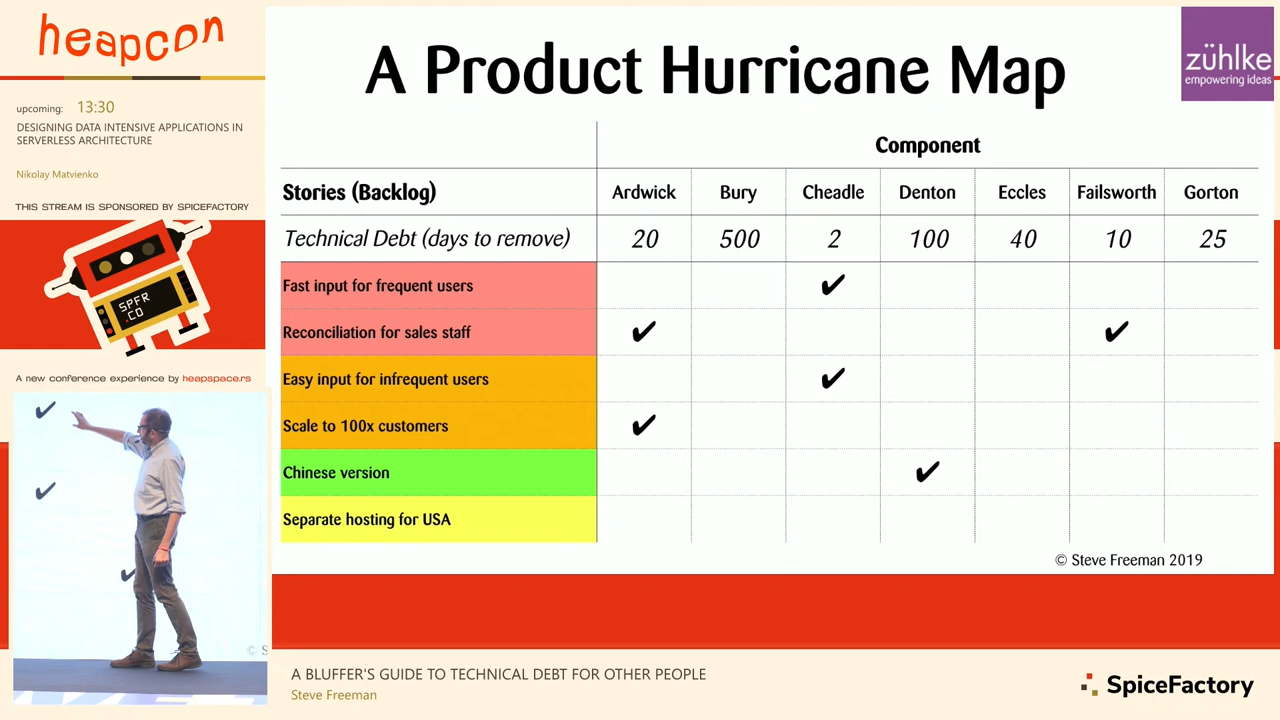 heapcon
upcoming: 13:30
DESIGNING DATA INTENSIVE APPLICATIONS IN
SERVERLESS ARCHITECTURE
Nikolay Matvienko
THIS STREAM IS SPONSORED BY SPICEFACTORY
SPFR
.CO
A new conference experience by heapspace.rs
A Product Hurricane Map
zühlke
empowering ideas
Component
Stories (Backlog) Ardwick Bury Cheadle Denton Eccles Failsworth Gorton
Technical Debt (days to remove) 20 500 2 100 40 10 25
Fast input for frequent users ✔
Reconciliation for sales staff ✔ ✔
Easy input for infrequent users ✔
Scale to 100x customers ✔
Chinese version ✔
Separate hosting for USA
© Steve Freeman 2019
© S
A BLUFFER'S GUIDE TO TECHNICAL DEBT FOR OTHER PEOPLE
Steve Freeman
SpiceFactory